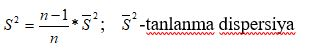 S² = n-1/n * S̅²; S̅²-tanlanma dispersiya